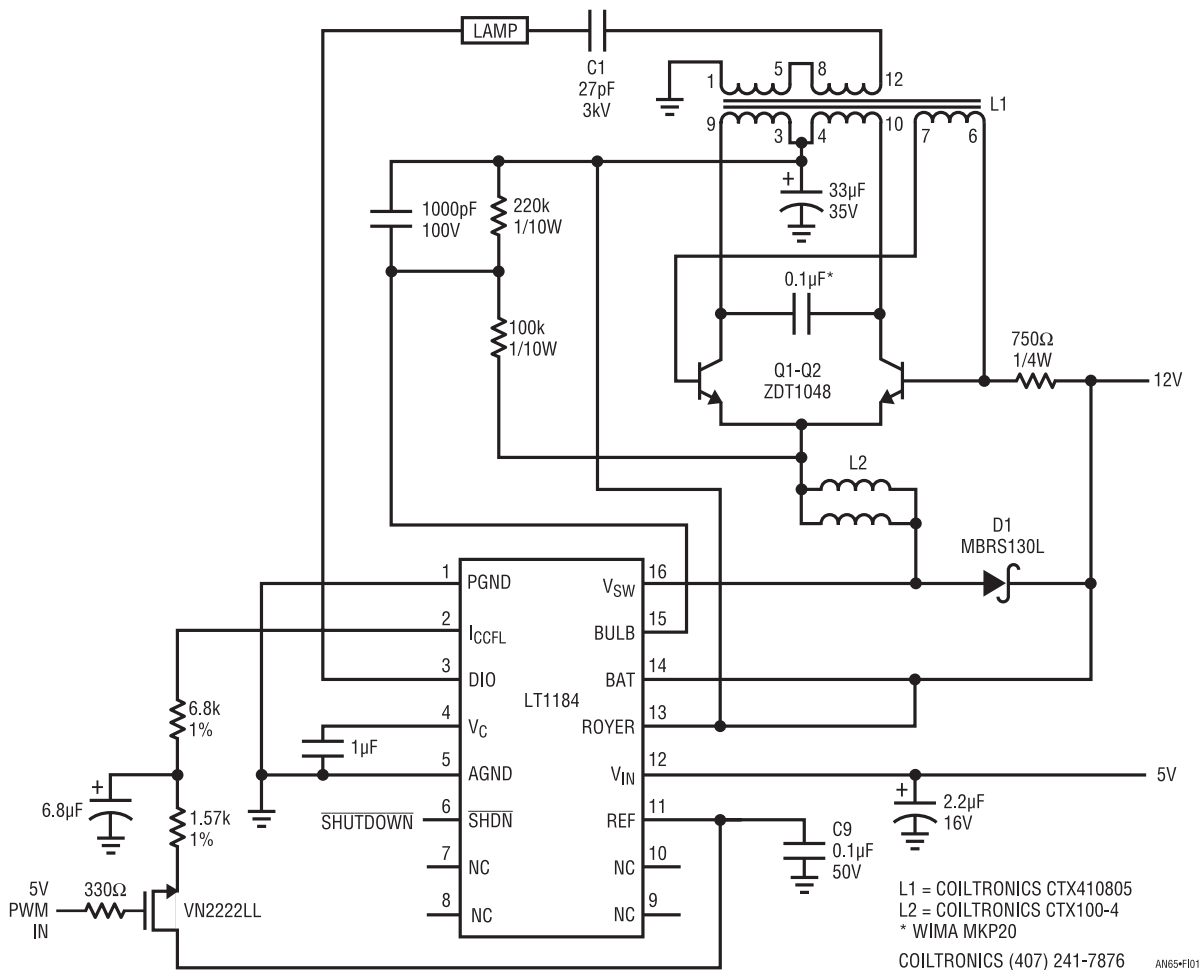 LAMP
C1
27pF
3kV
1
5
8
12
L1
9
3
4
10
7
6
1000pF
100V
220k
1/10W
+
33µF
35V
0.1µF*
100k
1/10W
Q1-Q2
ZDT1048
750Ω
1/4W
12V
L2
D1
MBRS130L
1
PGND
2
ICCFL
3
DIO
4
VC
5
AGND
6
SHDN
7
NC
8
NC
LT1184
16
VSW
15
BULB
14
BAT
13
ROYER
12
VIN
11
REF
10
NC
9
NC
6.8k
1%
1µF
+
6.8µF
1.57k
1%
SHUTDOWN
5V
PWM
IN
330Ω
VN2222LL
5V
+
2.2µF
16V
C9
0.1µF
50V
L1 = COILTRONICS CTX410805
L2 = COILTRONICS CTX100-4
* WIMA MKP20
COILTRONICS (407) 241-7876
AN65•FI01